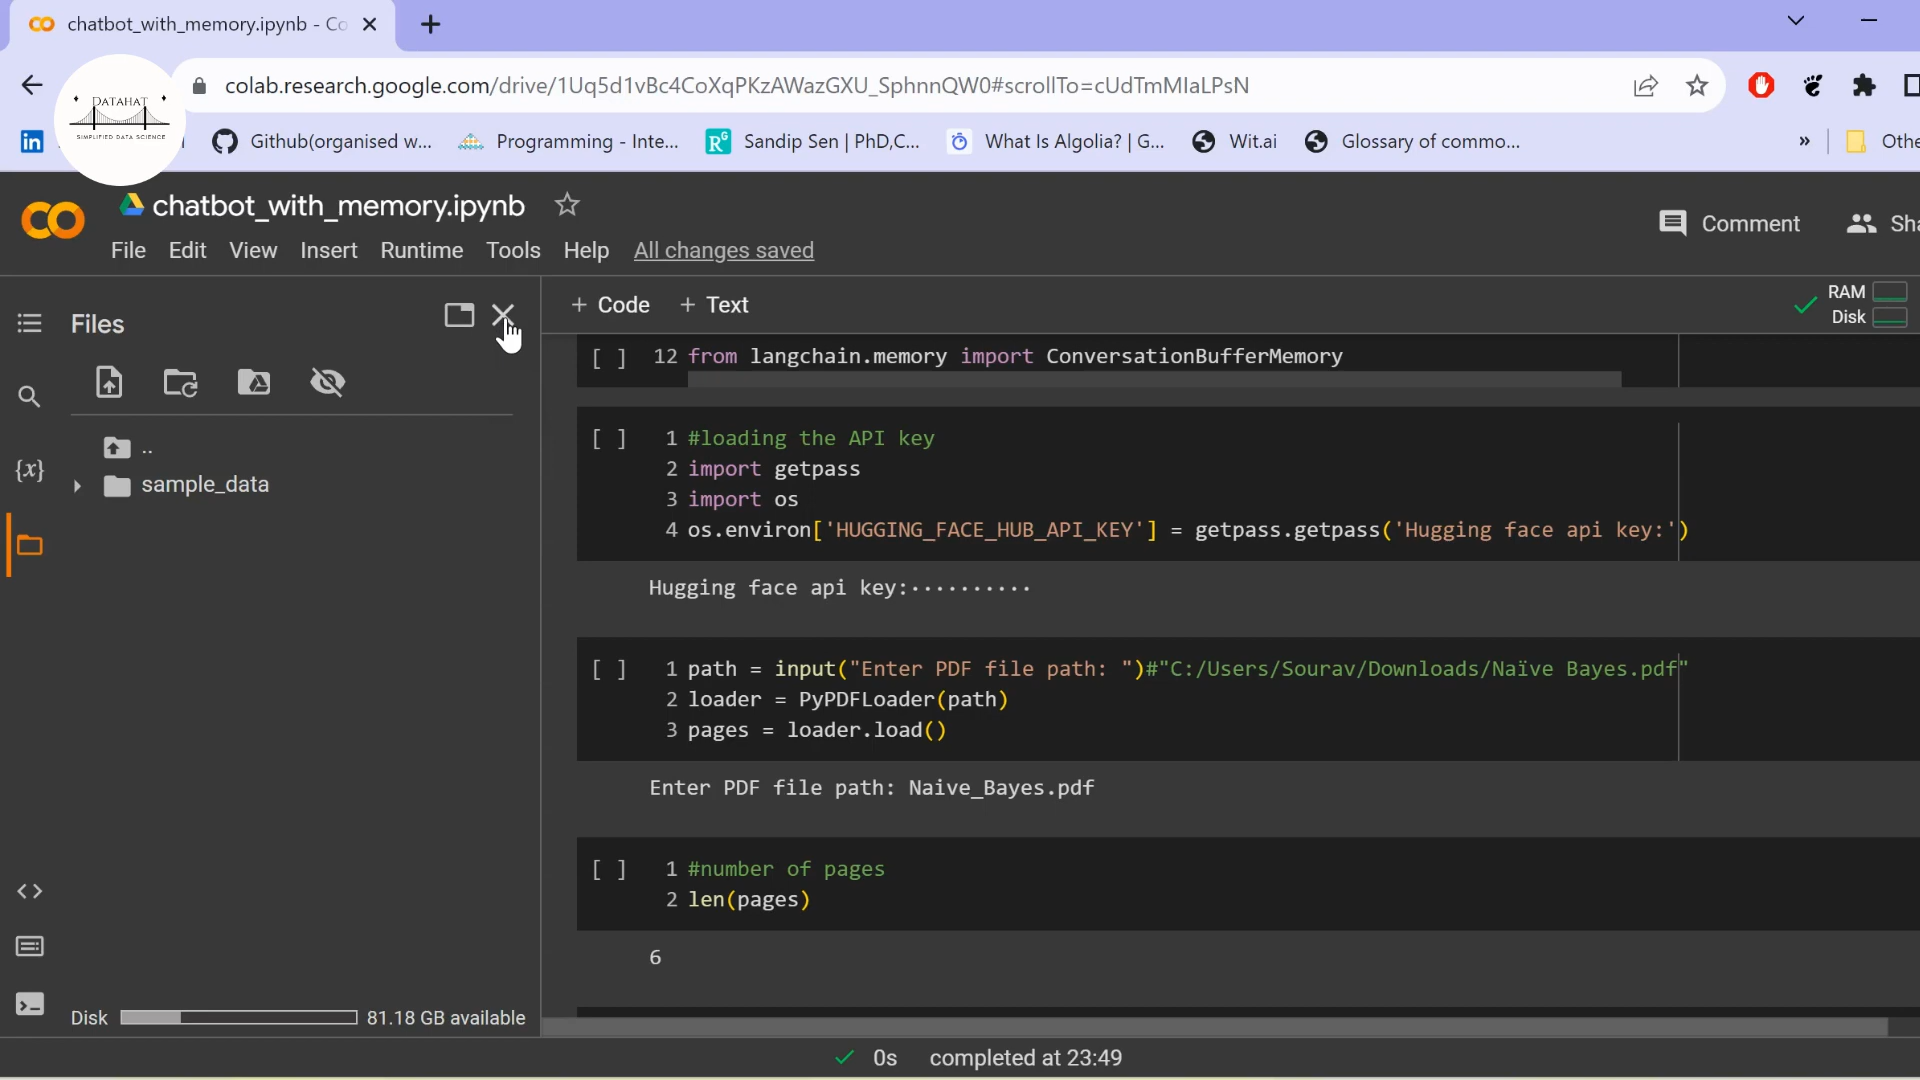 chatbot_with_memory.ipynb - Co
colab.research.google.com/drive/1Uq5d1vBc4CoXqPKzAWazGXU_SphnnQW0#scrollTo=cUdTmMIaLPsN
DATAHAT
SIMPLIFIED DATA SCIENCE
Github(organised w... Programming - Inte... Sandip Sen | PhD,C... What Is Algolia? | G... Wit.ai Glossary of commo... » Othe
chatbot_with_memory.ipynb
Comment Sha
File Edit View Insert Runtime Tools Help All changes saved
Files
+ Code + Text
RAM
Disk
..
sample_data
{x}
[ ] 12 from langchain.memory import ConversationBufferMemory
[ ] 1 #loading the API key
2 import getpass
3 import os
4 os.environ['HUGGING_FACE_HUB_API_KEY'] = getpass.getpass('Hugging face api key:')
Hugging face api key:··········
[ ] 1 path = input("Enter PDF file path: ")#"C:/Users/Sourav/Downloads/Naïve Bayes.pdf"
2 loader = PyPDFLoader(path)
3 pages = loader.load()
Enter PDF file path: Naive_Bayes.pdf
[ ] 1 #number of pages
2 len(pages)
6
Disk 81.18 GB available
0s completed at 23:49